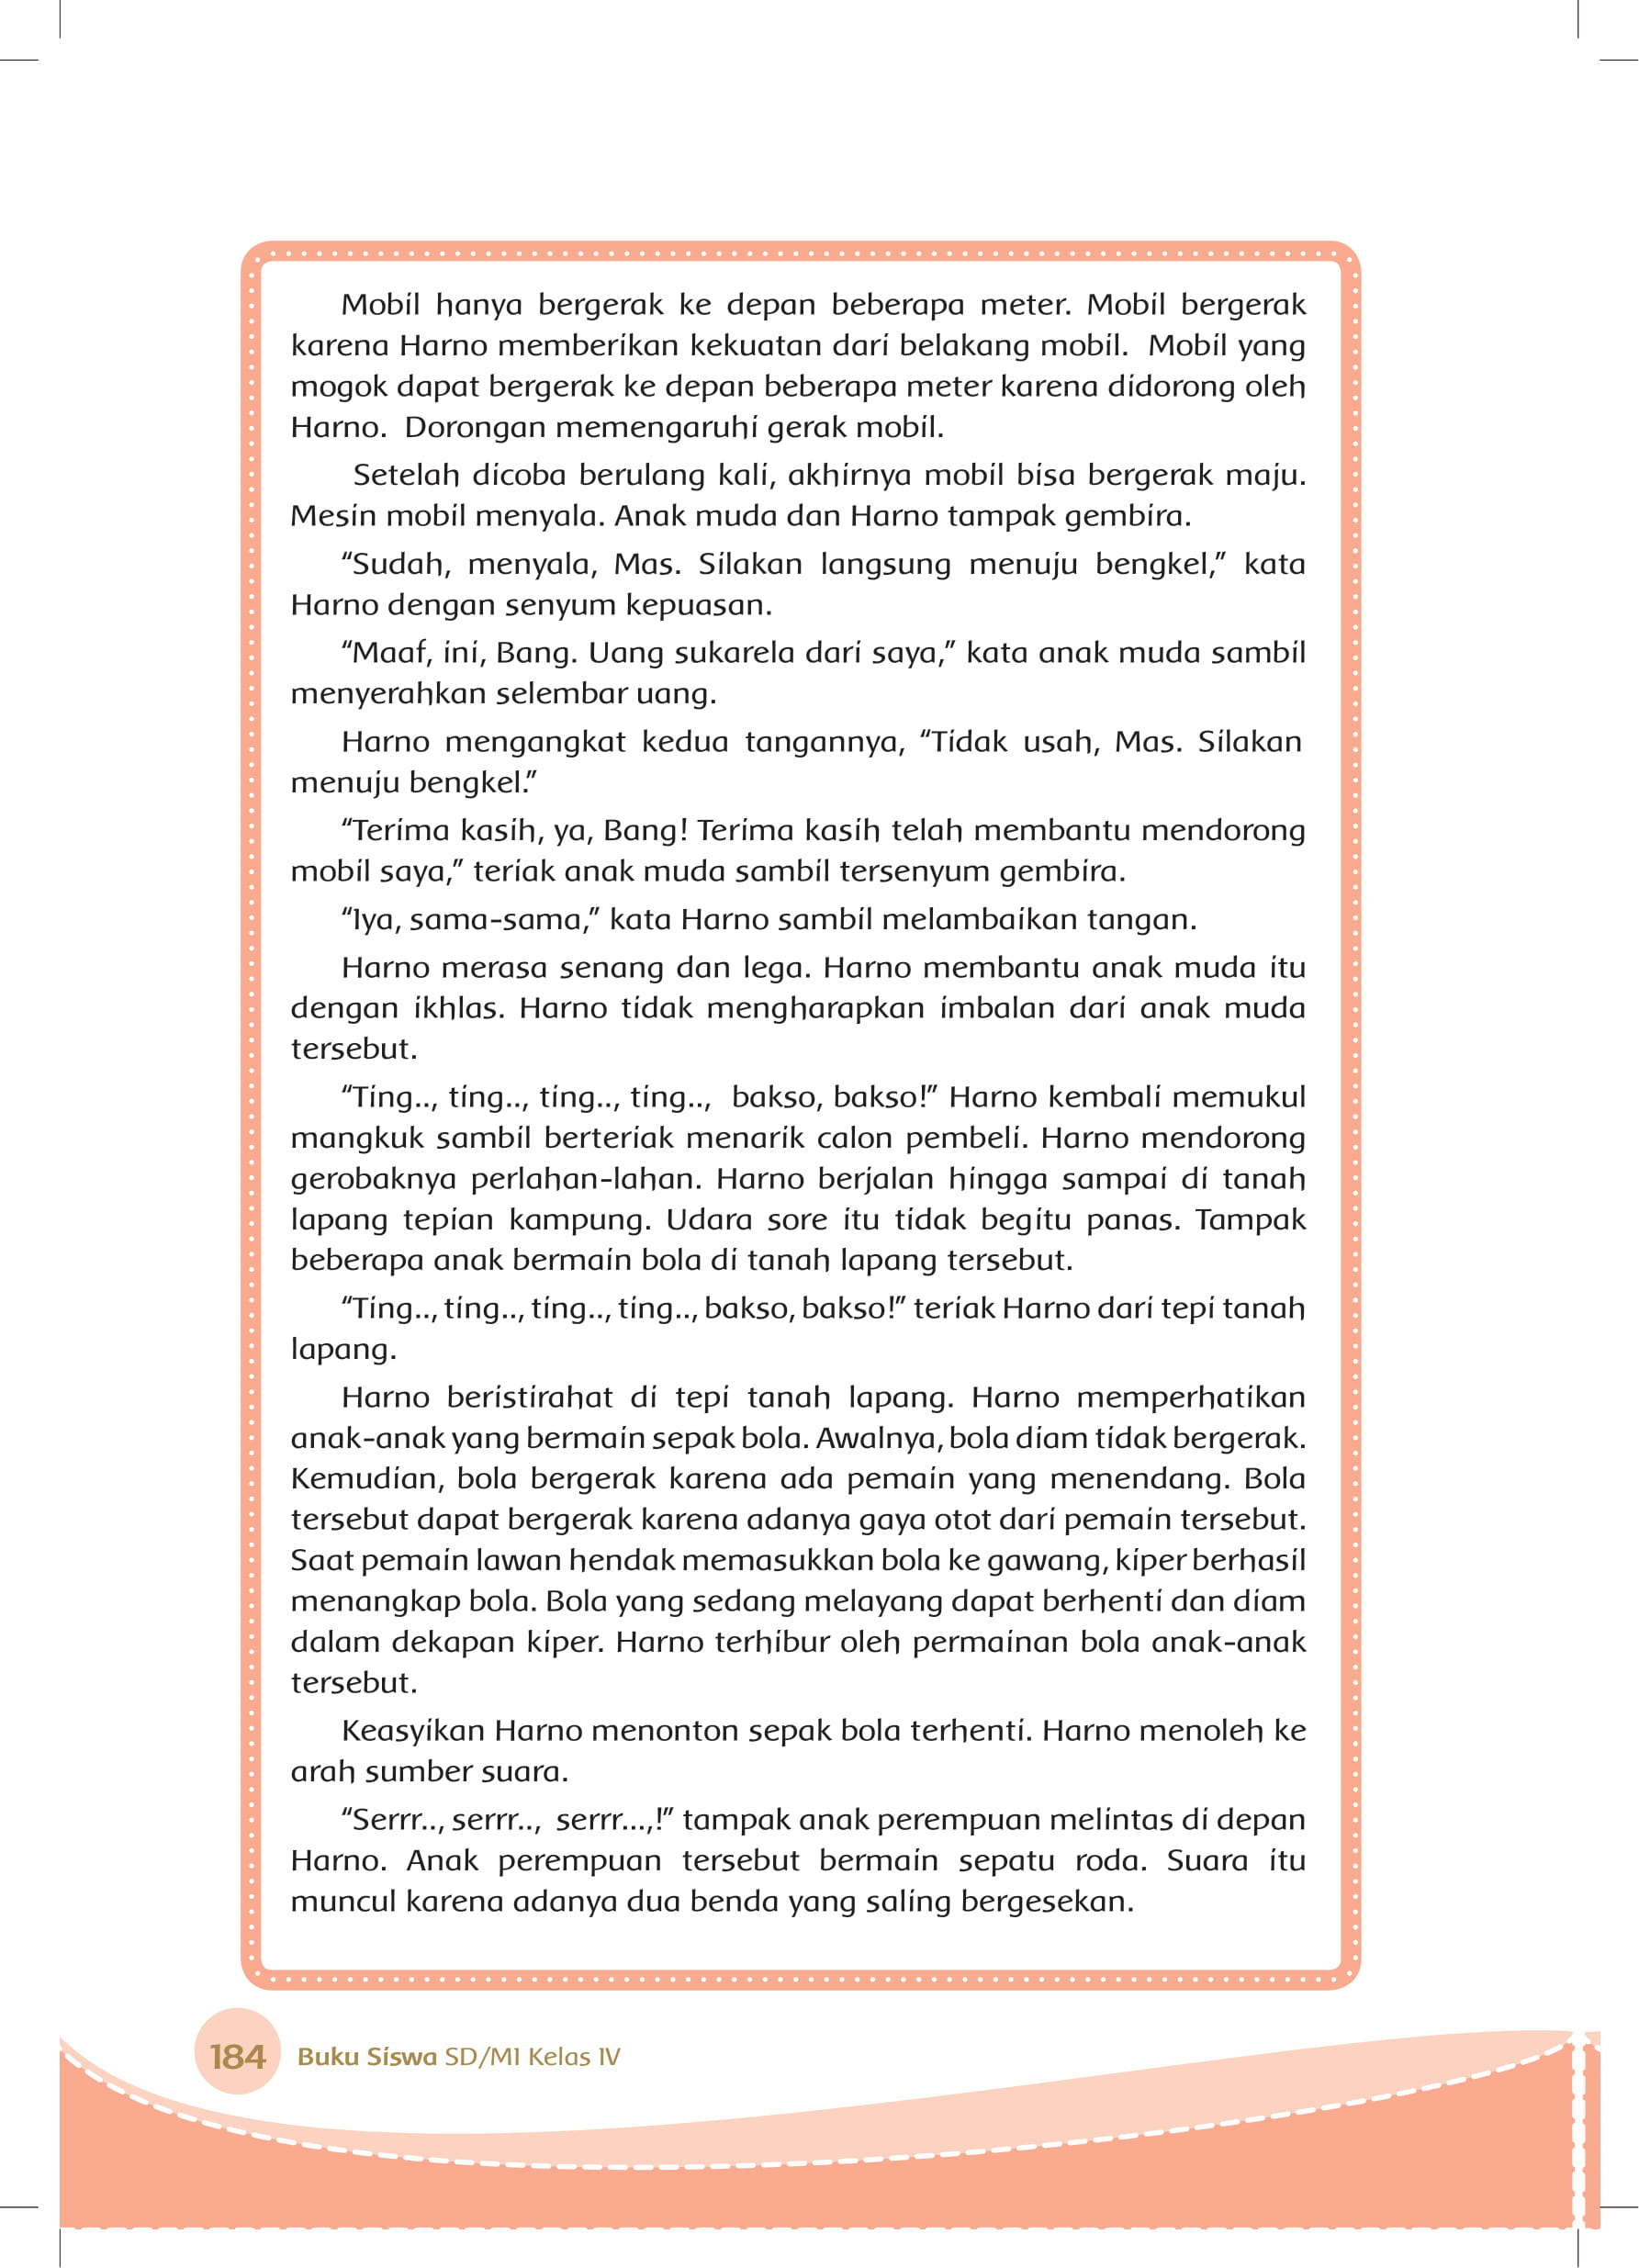 Mobil hanya bergerak ke depan beberapa meter. Mobil bergerak
karena Harno memberikan kekuatan dari belakang mobil.  Mobil yang
mogok dapat bergerak ke depan beberapa meter karena didorong oleh
Harno.  Dorongan memengaruhi gerak mobil.
Setelah dicoba berulang kali, akhirnya mobil bisa bergerak maju.
Mesin mobil menyala. Anak muda dan Harno tampak gembira.
“Sudah, menyala, Mas. Silakan langsung menuju bengkel,” kata
Harno dengan senyum kepuasan.
“Maaf, ini, Bang. Uang sukarela dari saya,” kata anak muda sambil
menyerahkan selembar uang.
Harno mengangkat kedua tangannya, “Tidak usah, Mas. Silakan
menuju bengkel.”
“Terima kasih, ya, Bang! Terima kasih telah membantu mendorong
mobil saya,” teriak anak muda sambil tersenyum gembira.
“Iya, sama-sama,” kata Harno sambil melambaikan tangan.
Harno merasa senang dan lega. Harno membantu anak muda itu
dengan ikhlas. Harno tidak mengharapkan imbalan dari anak muda
tersebut.
“Ting.., ting.., ting.., ting..,  bakso, bakso!” Harno kembali memukul
mangkuk sambil berteriak menarik calon pembeli. Harno mendorong
gerobaknya perlahan-lahan. Harno berjalan hingga sampai di tanah
lapang tepian kampung. Udara sore itu tidak begitu panas. Tampak
beberapa anak bermain bola di tanah lapang tersebut.
“Ting.., ting.., ting.., ting.., bakso, bakso!” teriak Harno dari tepi tanah
lapang.
Harno beristirahat di tepi tanah lapang. Harno memperhatikan
anak-anak yang bermain sepak bola. Awalnya, bola diam tidak bergerak.
Kemudian, bola bergerak karena ada pemain yang menendang. Bola
tersebut dapat bergerak karena adanya gaya otot dari pemain tersebut.
Saat pemain lawan hendak memasukkan bola ke gawang, kiper berhasil
menangkap bola. Bola yang sedang melayang dapat berhenti dan diam
dalam dekapan kiper. Harno terhibur oleh permainan bola anak-anak
tersebut.
Keasyikan Harno menonton sepak bola terhenti. Harno menoleh ke
arah sumber suara.
“Serrr.., serrr..,  serrr...,!” tampak anak perempuan melintas di depan
Harno. Anak perempuan tersebut bermain sepatu roda. Suara itu
muncul karena adanya dua benda yang saling bergesekan.
184 Buku Siswa SD/MI Kelas IV